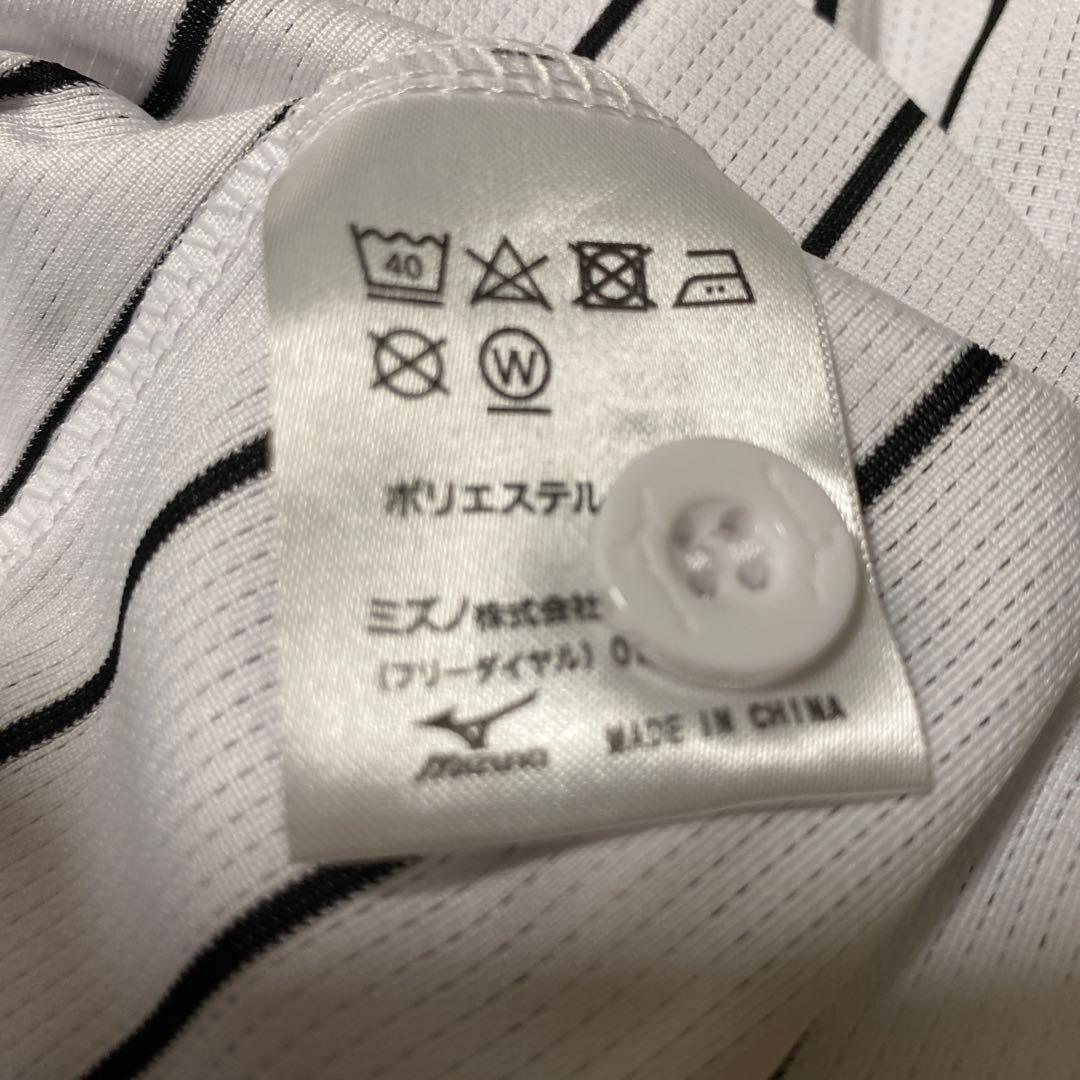 40
W
ポリエステル
ミズノ株式会社
(フリーダイヤル) 0
mizuno
MADE IN CHINA